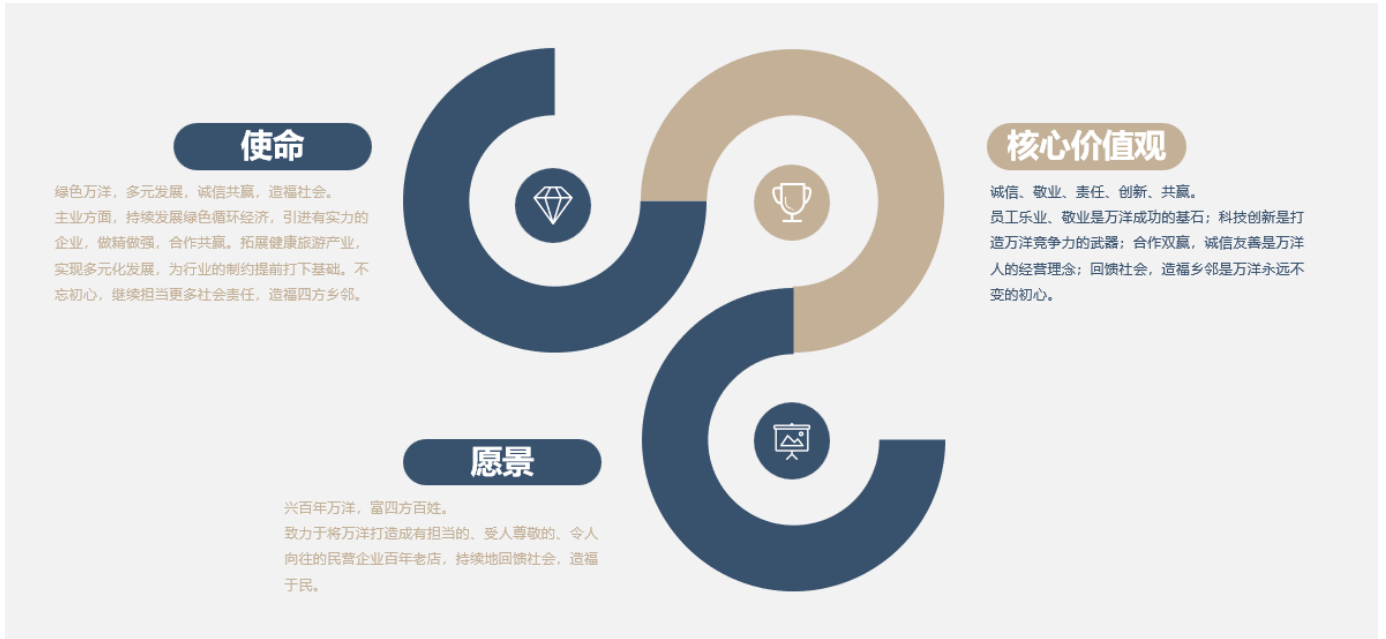 使命
绿色万洋，多元发展，诚信共赢，造福社会。
主业方面，持续发展绿色循环经济，引进有实力的
企业，做精做强，合作共赢。拓展健康旅游产业，
实现多元化发展，为行业的制约提前打下基础。不
忘初心，继续担当更多社会责任，造福四方乡邻。
核心价值观
诚信、敬业、责任、创新、共赢。
员工乐业、敬业是万洋成功的基石；科技创新是打
造万洋竞争力的武器；合作双赢，诚信友善是万洋
人的经营理念；回馈社会，造福乡邻是万洋永远不
变的初心。
愿景
兴百年万洋，富四方百姓。
致力于将万洋打造成有担当的、受人尊敬的、令人
向往的民营企业百年老店，持续地回馈社会，造福
于民。